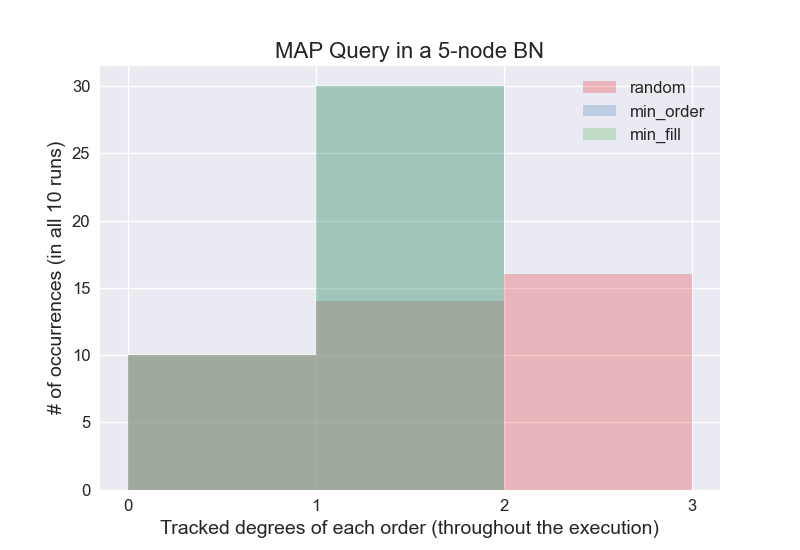 MAP Query in a 5-node BN
random
min_order
min_fill
# of occurrences (in all 10 runs)
30
25
20
15
10
5
0
0 1 2 3
Tracked degrees of each order (throughout the execution)